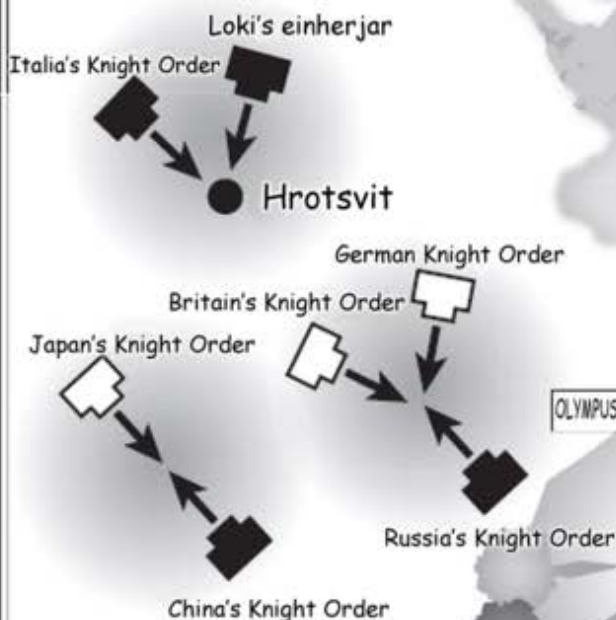 Loki's einherjar
Italia's Knight Order
Hrotsvit
German Knight Order
Britain's Knight Order
Japan's Knight Order
OLYMPUS
Russia's Knight Order
China's Knight Order